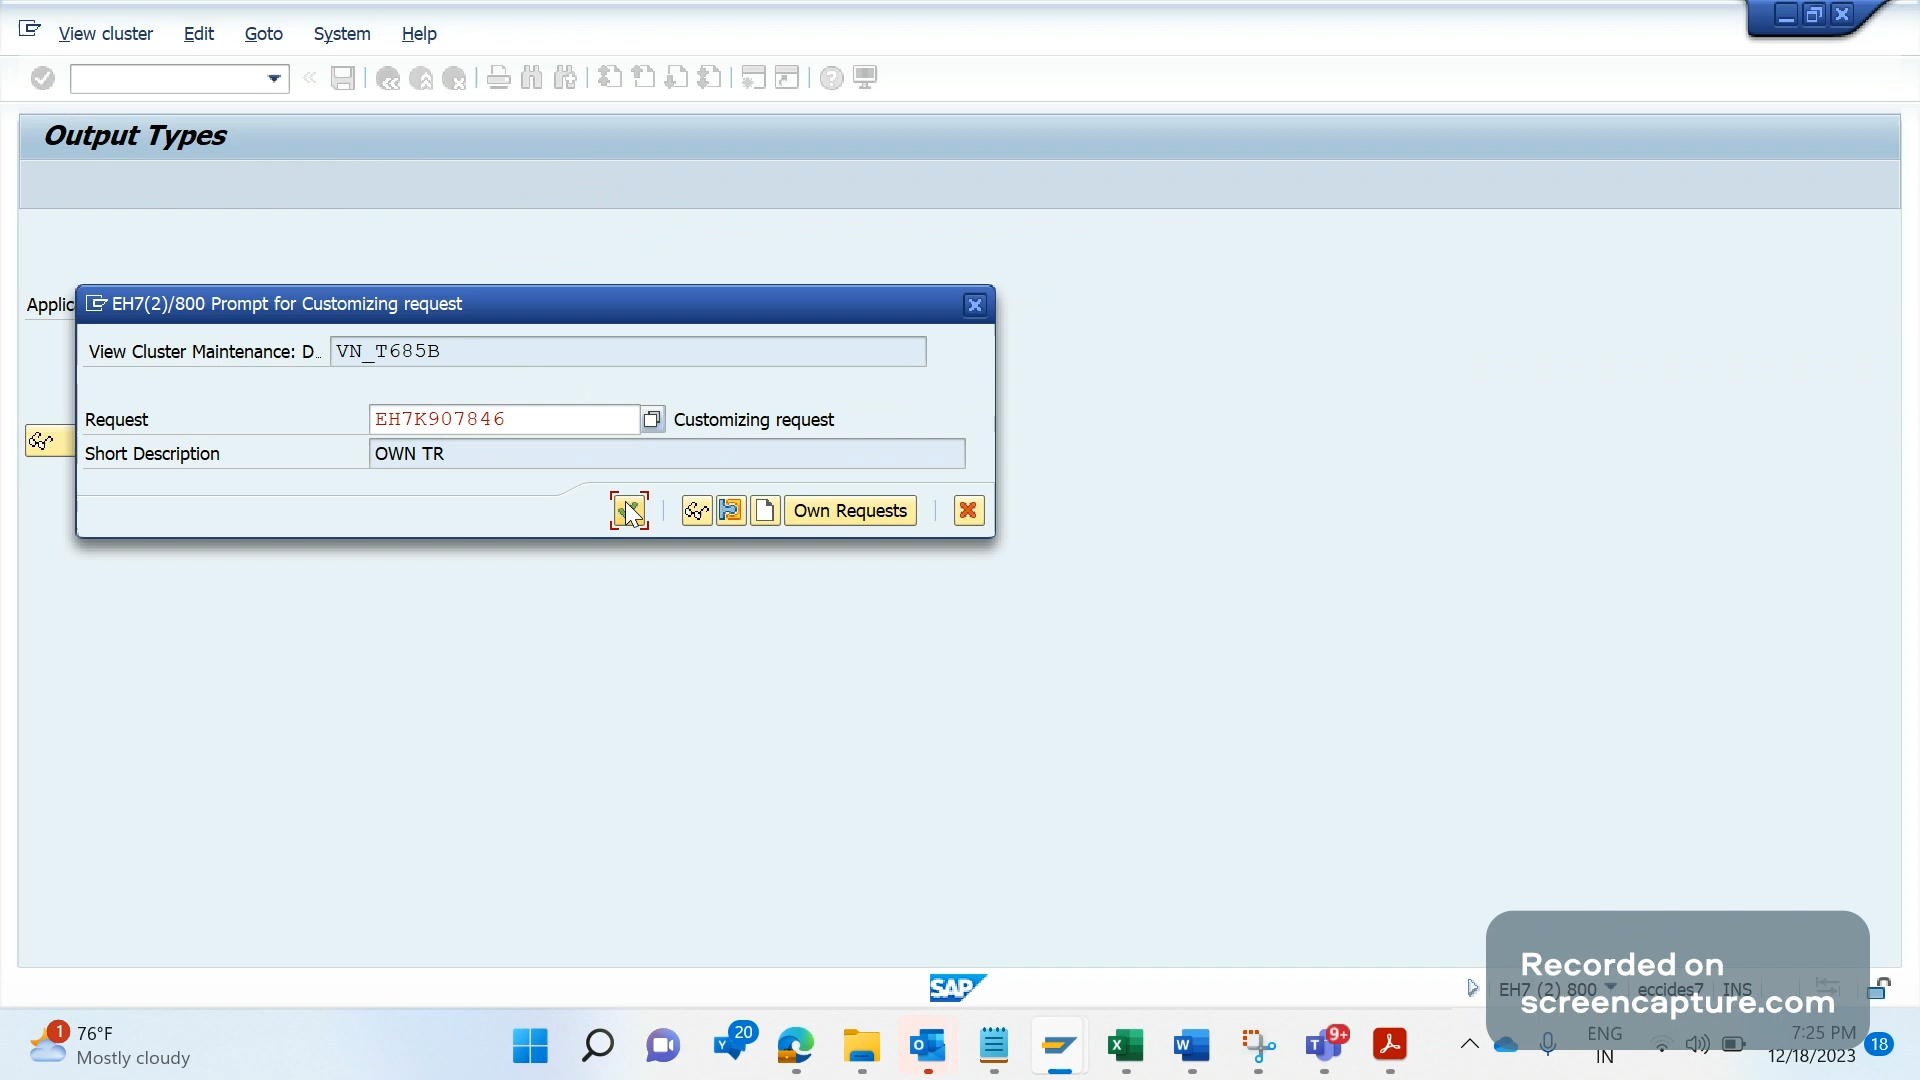 View cluster Edit Goto System Help
Output Types
Applic
EH7(2)/800 Prompt for Customizing request
View Cluster Maintenance: D.. VN_T685B
Request EH7K907846 Customizing request
Short Description OWN TR
Own Requests
SAP
EH7 (2) 800 eccides7 INS
Recorded on
screencapture.com
1 76°F
Mostly cloudy
20
Y
O
X
W
T 9+
ENG
IN
7:25 PM
12/18/2023
18